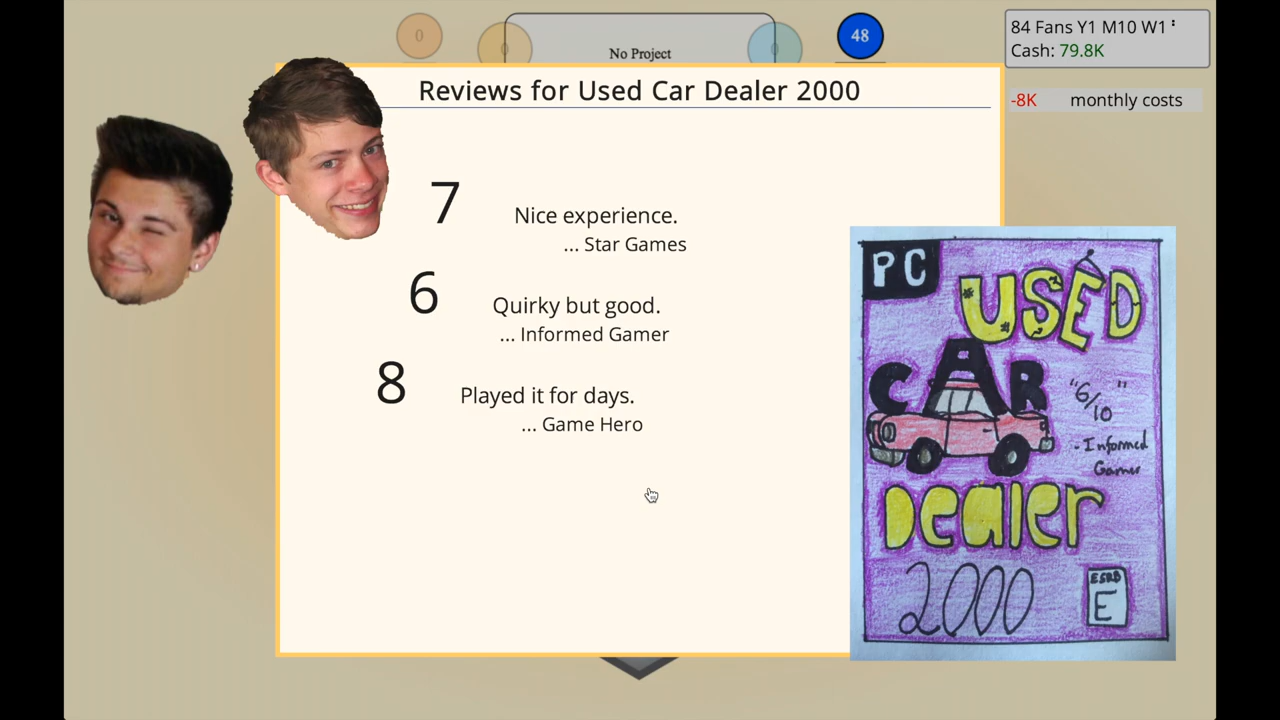 0
0
No Project
0
48
84 Fans Y1 M10 W1
Cash: 79.8K
-8K monthly costs
Reviews for Used Car Dealer 2000
7
Nice experience.
... Star Games
6
Quirky but good.
... Informed Gamer
8
Played it for days.
... Game Hero
PC
USED
CAR
"6/10"
- Informed
Gamer
Dealer
2000
ESRB
E